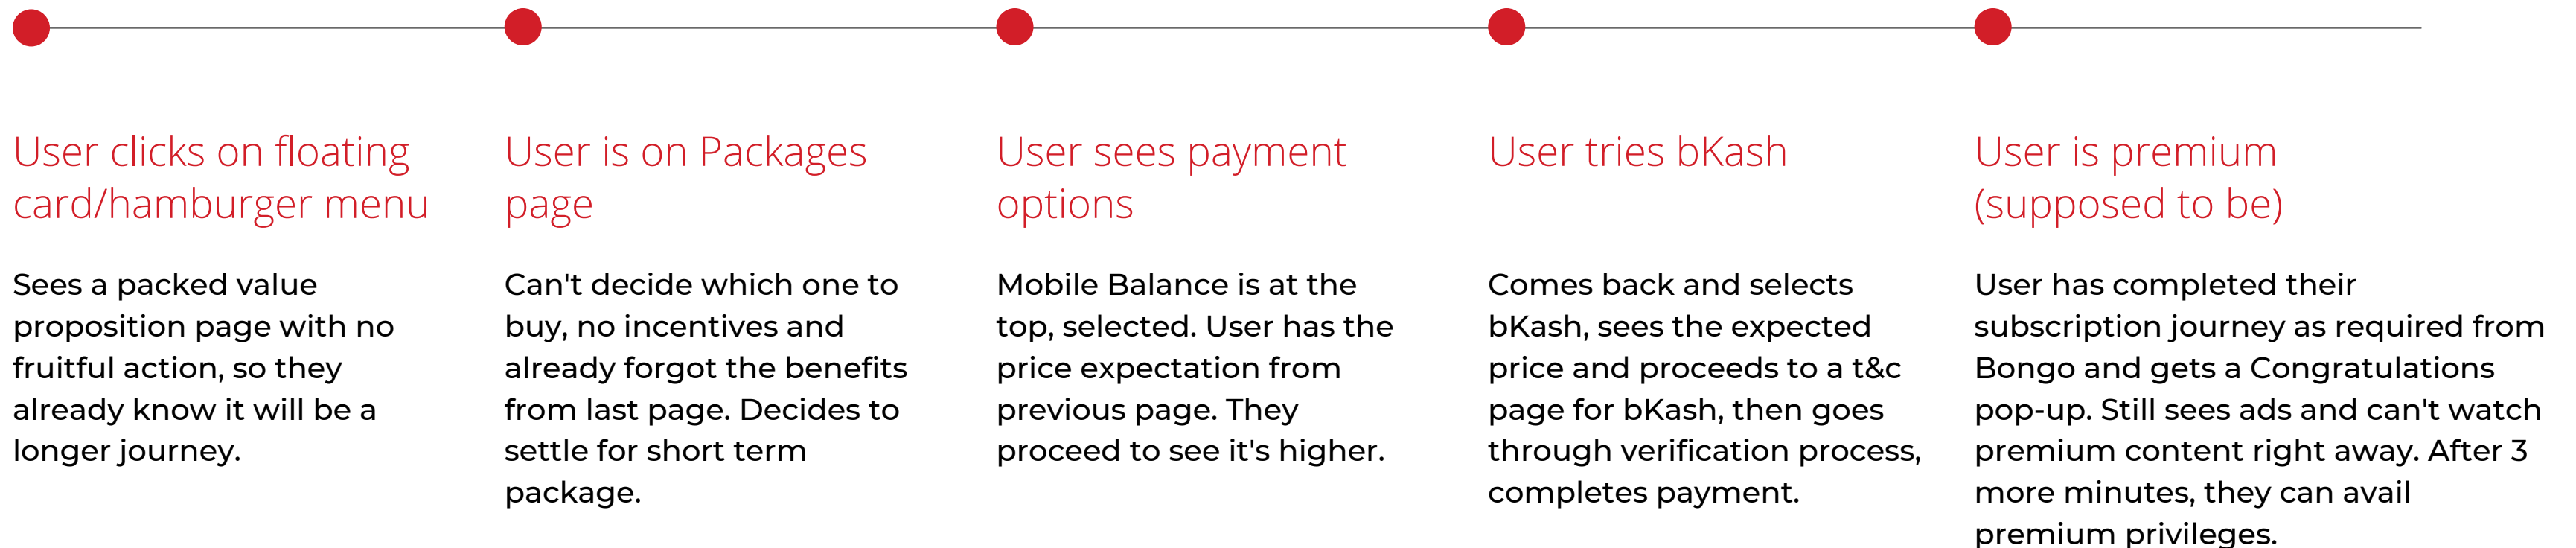 User clicks on floating
card/hamburger menu
Sees a packed value
proposition page with no
fruitful action, so they
already know it will be a
longer journey.
User is on Packages
page
Can't decide which one to
buy, no incentives and
already forgot the benefits
from last page. Decides to
settle for short term
package.
User sees payment
options
Mobile Balance is at the
top, selected. User has the
price expectation from
previous page. They
proceed to see it's higher.
User tries bKash
Comes back and selects
bKash, sees the expected
price and proceeds to a t&c
page for bKash, then goes
through verification process,
completes payment.
User is premium
(supposed to be)
User has completed their
subscription journey as required from
Bongo and gets a Congratulations
pop-up. Still sees ads and can't watch
premium content right away. After 3
more minutes, they can avail
premium privileges.